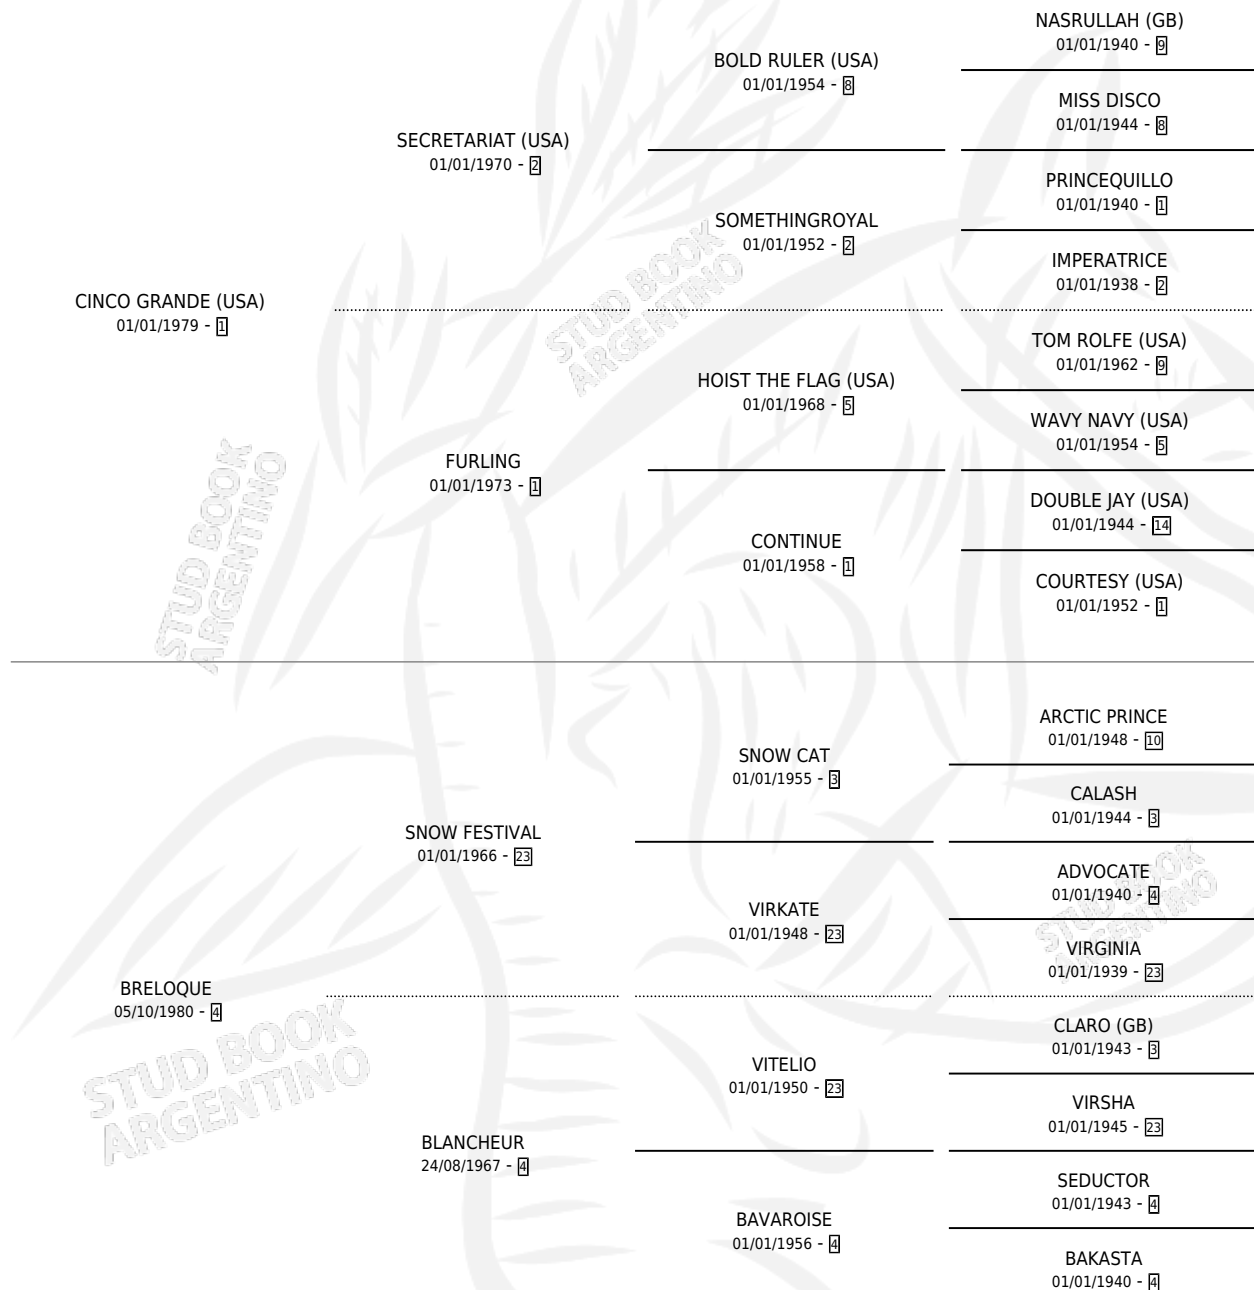 NASRULLAH (GB)
01/01/1940 - 9
BOLD RULER (USA)
01/01/1954 - 8
MISS DISCO
01/01/1944 - 8
SECRETARIAT (USA)
01/01/1970 - 2
PRINCEQUILLO
01/01/1940 - 1
SOMETHINGROYAL
01/01/1952 - 2
IMPERATRICE
01/01/1938 - 2
CINCO GRANDE (USA)
01/01/1979 - 1
TOM ROLFE (USA)
01/01/1962 - 9
HOIST THE FLAG (USA)
01/01/1968 - 5
WAVY NAVY (USA)
01/01/1954 - 5
FURLING
01/01/1973 - 1
DOUBLE JAY (USA)
01/01/1944 - 14
CONTINUE
01/01/1958 - 1
COURTESY (USA)
01/01/1952 - 1
ARCTIC PRINCE
01/01/1948 - 10
SNOW CAT
01/01/1955 - 3
CALASH
01/01/1944 - 3
SNOW FESTIVAL
01/01/1966 - 23
ADVOCATE
01/01/1940 - 4
VIRKATE
01/01/1948 - 23
VIRGINIA
01/01/1939 - 23
BRELOQUE
05/10/1980 - 4
CLARO (GB)
01/01/1943 - 3
VITELIO
01/01/1950 - 23
VIRSHA
01/01/1945 - 23
BLANCHEUR
24/08/1967 - 4
SEDUCTOR
01/01/1943 - 4
BAVAROISE
01/01/1956 - 4
BAKASTA
01/01/1940 - 4
STUD BOOK
ARGENTINO
STUD BOOK
ARGENTINO
STUD BOOK
ARGENTINO
STUD BOOK
ARGENTINO